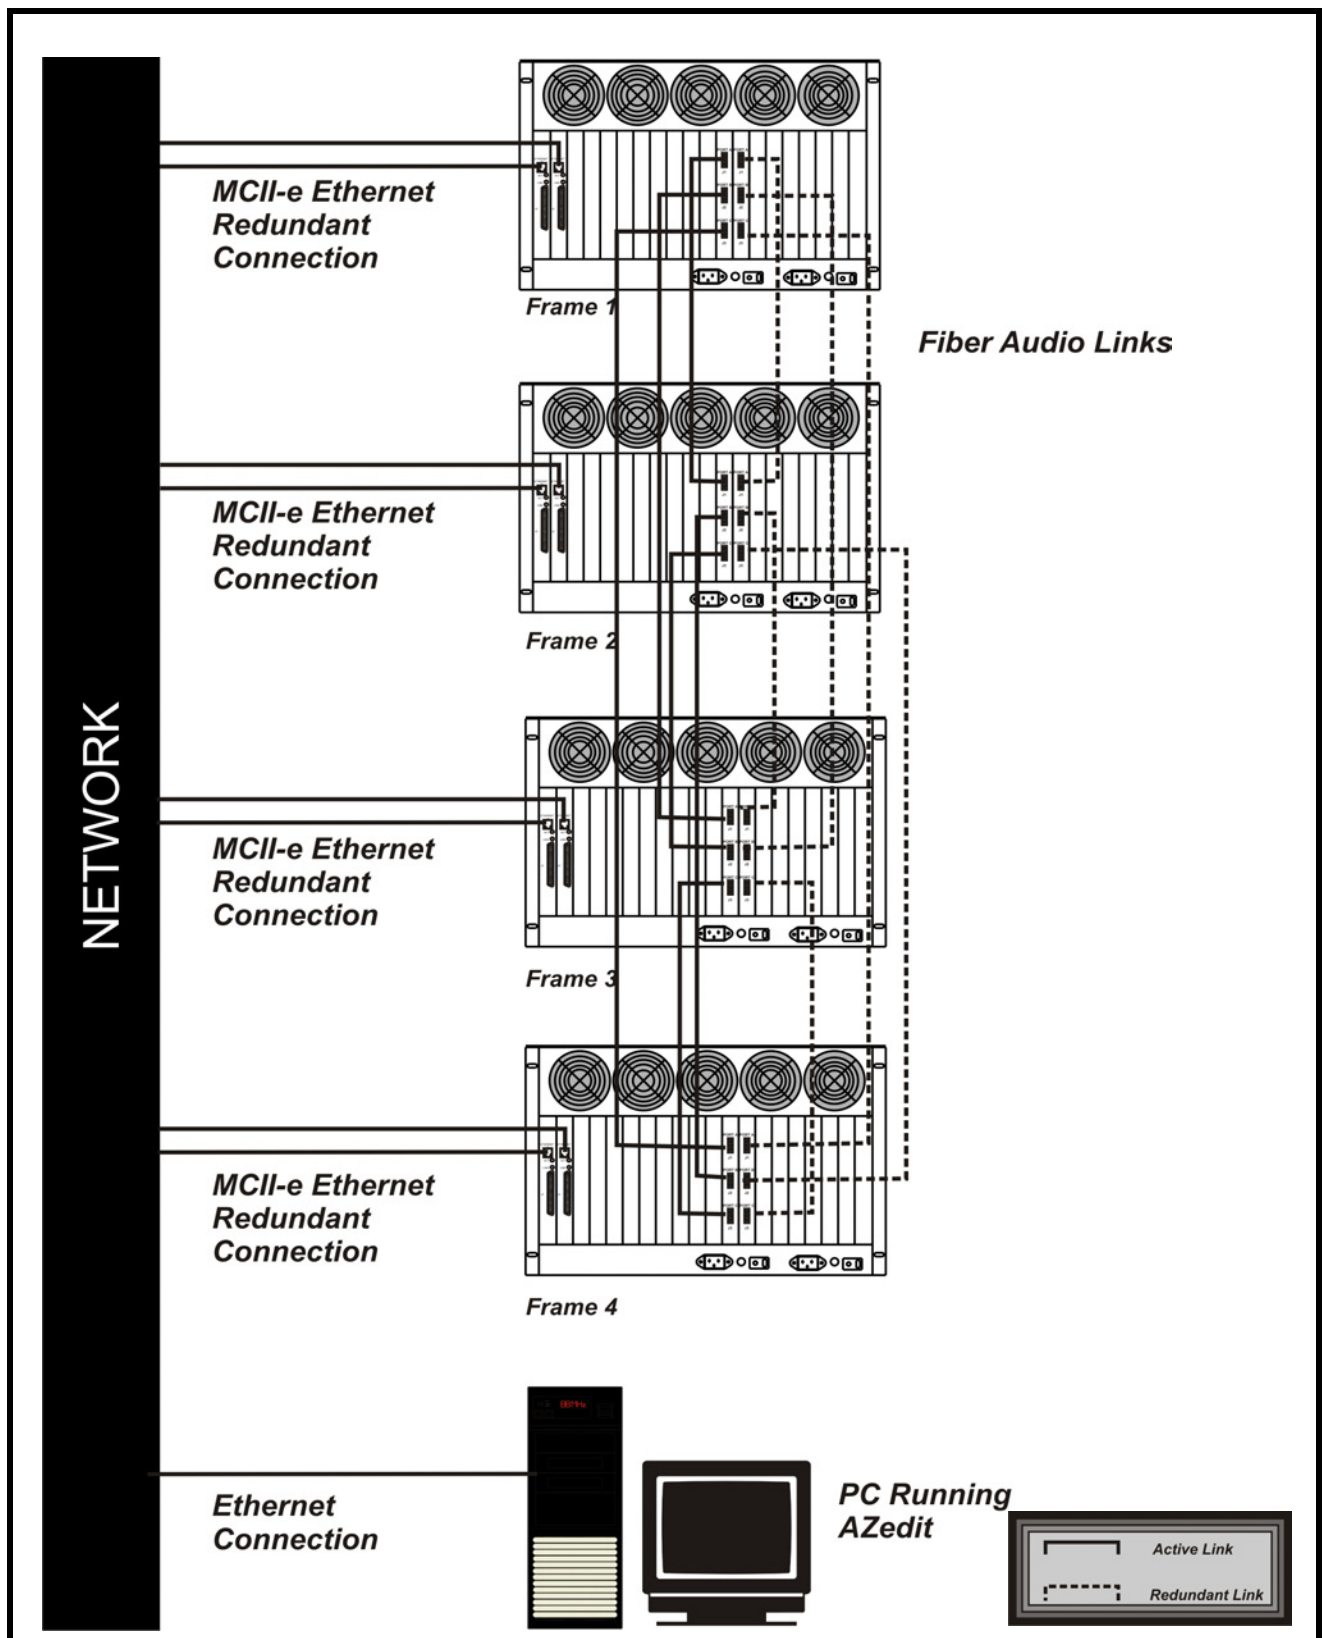 MCII-e Ethernet
Redundant
Connection
Frame 1
Fiber Audio Links
MCII-e Ethernet
Redundant
Connection
Frame 2
NETWORK
MCII-e Ethernet
Redundant
Connection
Frame 3
MCII-e Ethernet
Redundant
Connection
Frame 4
Ethernet
Connection
PC Running
AZedit
Active Link
Redundant Link